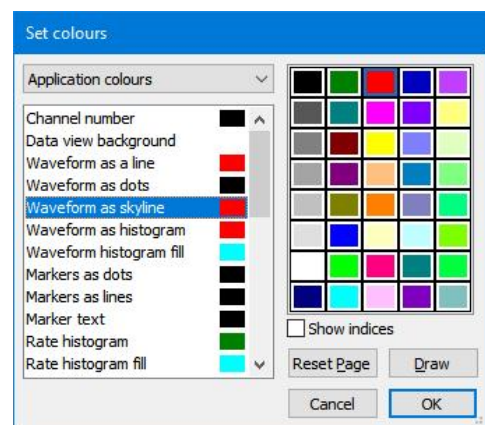 Set colours
Application colours
Channel number
Data view background
Waveform as a line
Waveform as dots
Waveform as skyline
Waveform as histogram
Waveform histogram fill
Markers as dots
Markers as lines
Marker text
Rate histogram
Rate histogram fill
Show indices
Reset Page
Draw
Cancel
OK